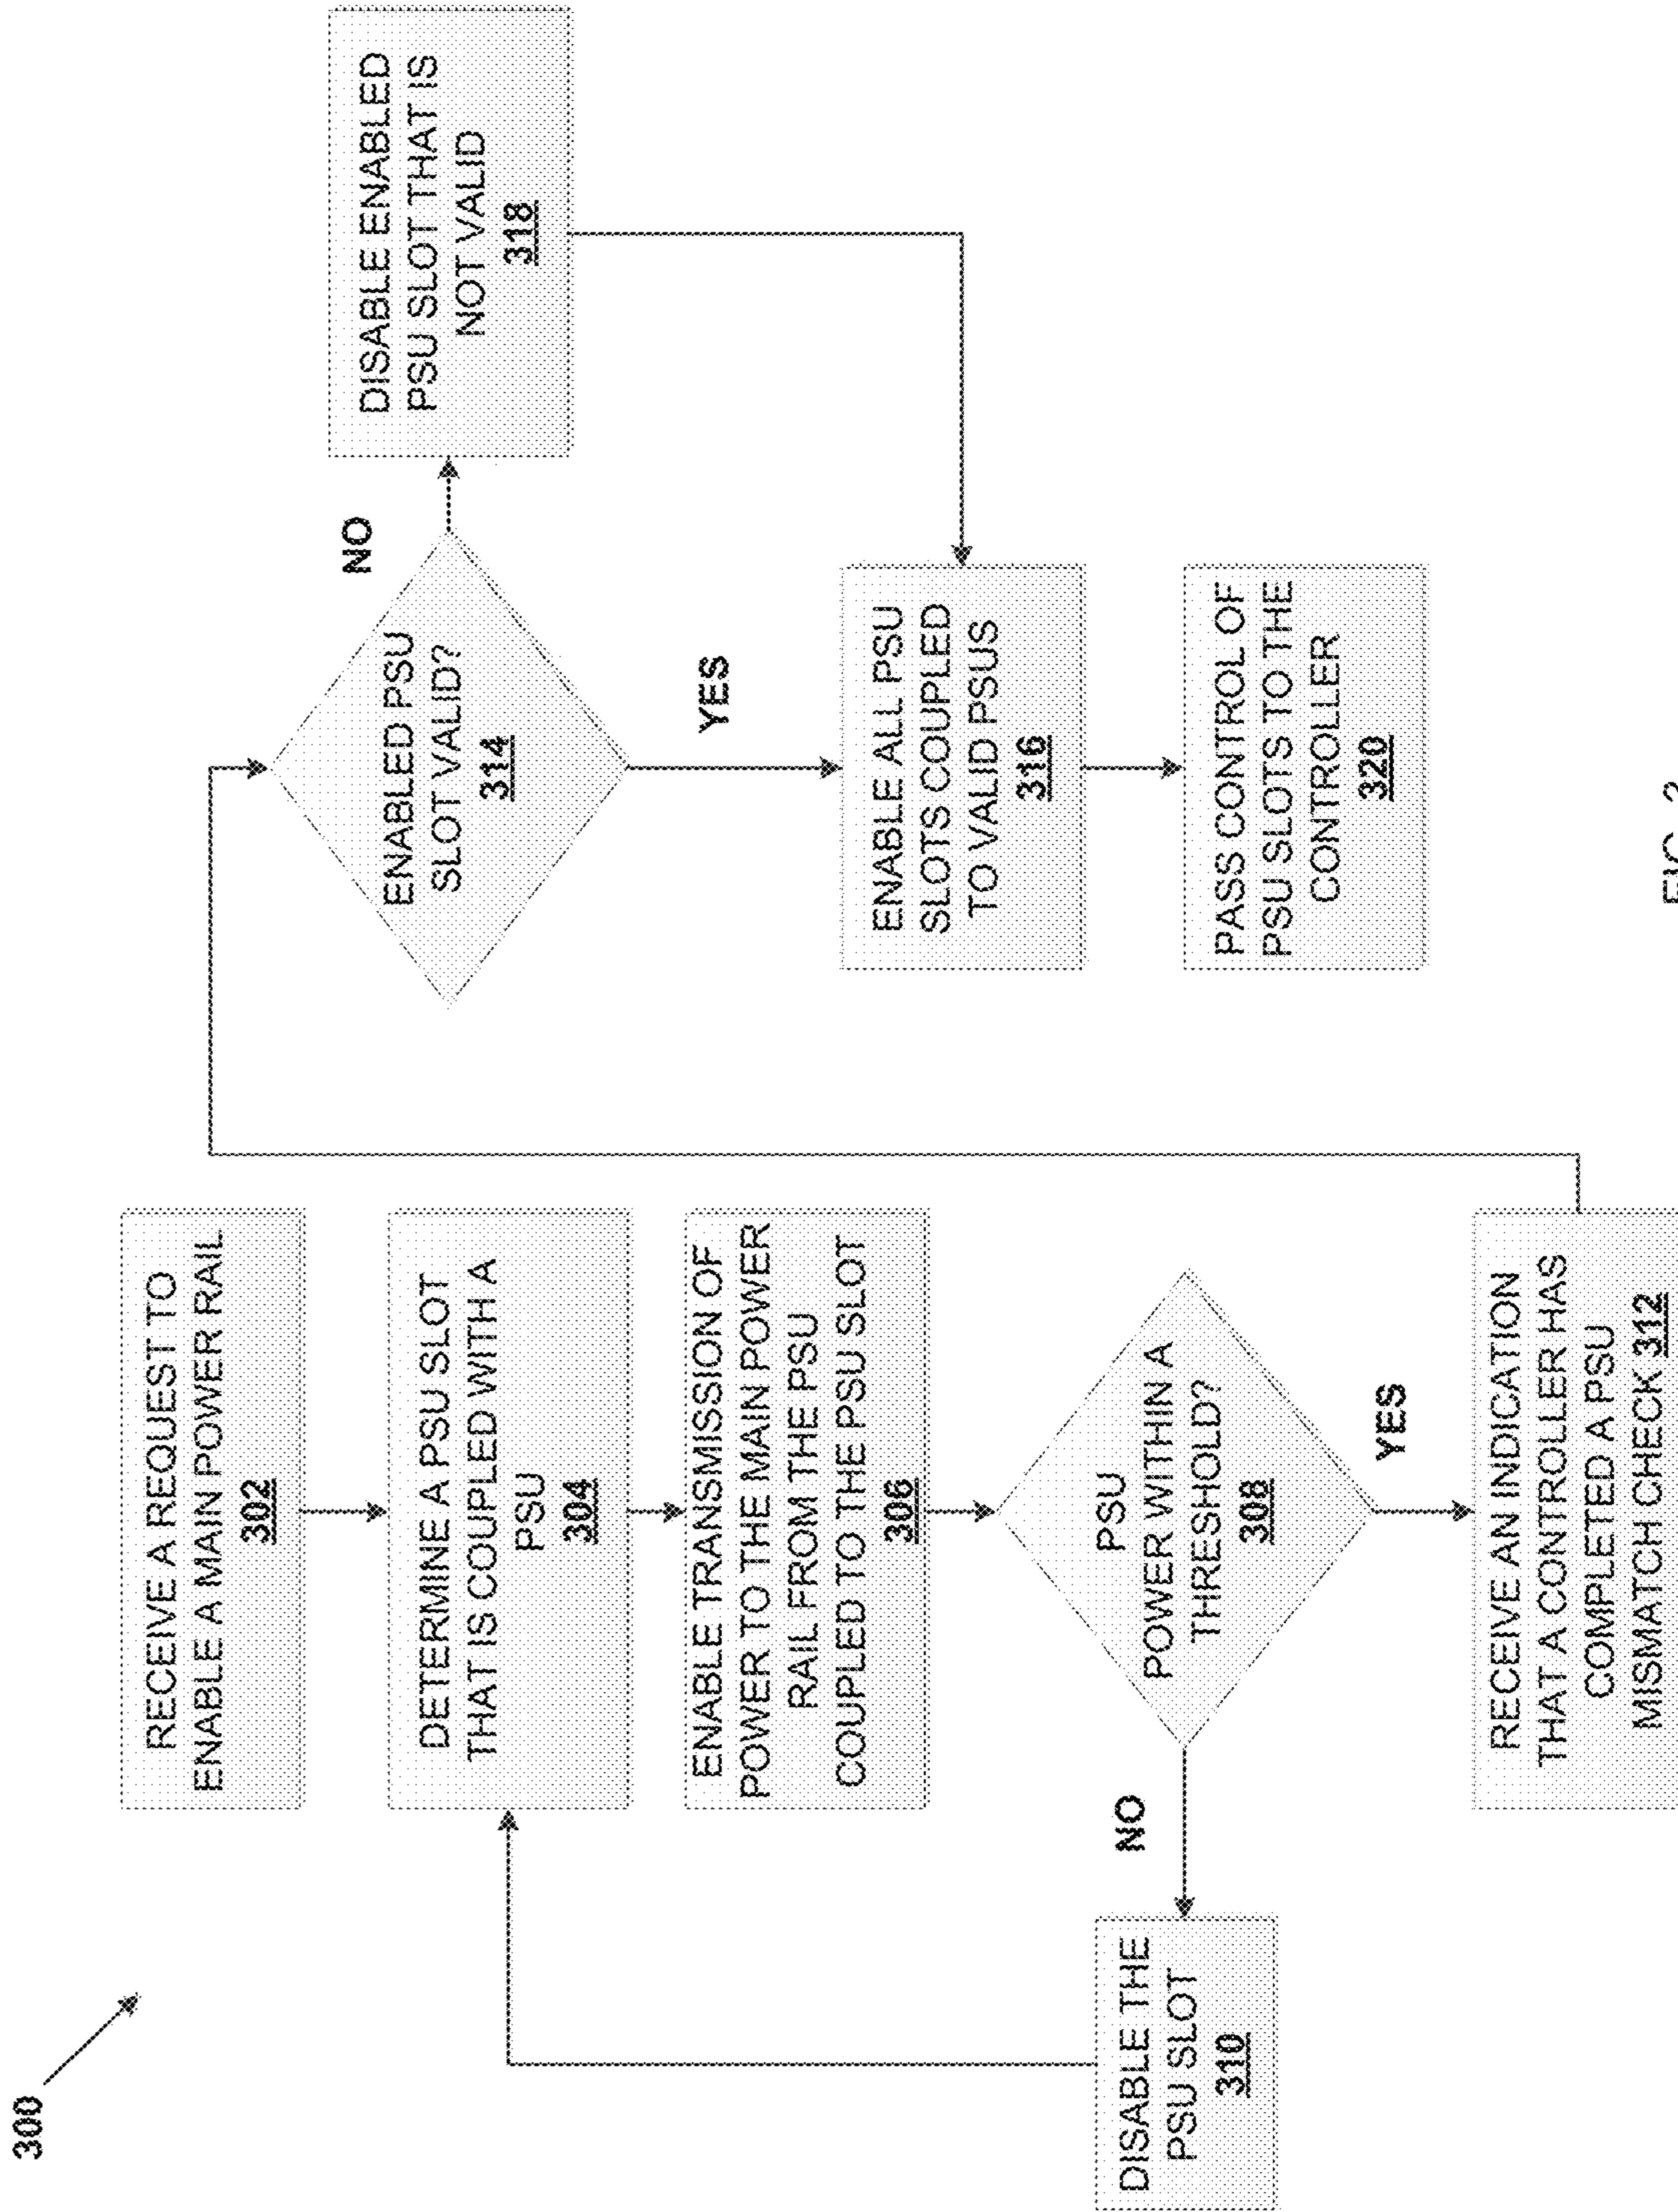 300
RECEIVE A REQUEST TO
ENABLE A MAIN POWER RAIL
302
DETERMINE A PSU SLOT
THAT IS COUPLED WITH A
PSU
304
ENABLE TRANSMISSION OF
POWER TO THE MAIN POWER
RAIL FROM THE PSU
COUPLED TO THE PSU SLOT
306
PSU
POWER WITHIN A
THRESHOLD?
308
NO
YES
DISABLE THE
PSU SLOT
310
RECEIVE AN INDICATION
THAT A CONTROLLER HAS
COMPLETED A PSU
MISMATCH CHECK 312
ENABLED PSU
SLOT VALID?
314
NO
YES
DISABLE ENABLED
PSU SLOT THAT IS
NOT VALID
318
ENABLE ALL PSU
SLOTS COUPLED
TO VALID PSUS
316
PASS CONTROL OF
PSU SLOTS TO THE
CONTROLLER
320
FIG.